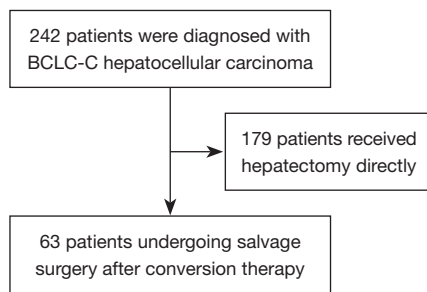 242 patients were diagnosed with
BCLC-C hepatocellular carcinoma
179 patients received
hepatectomy directly
63 patients undergoing salvage
surgery after conversion therapy